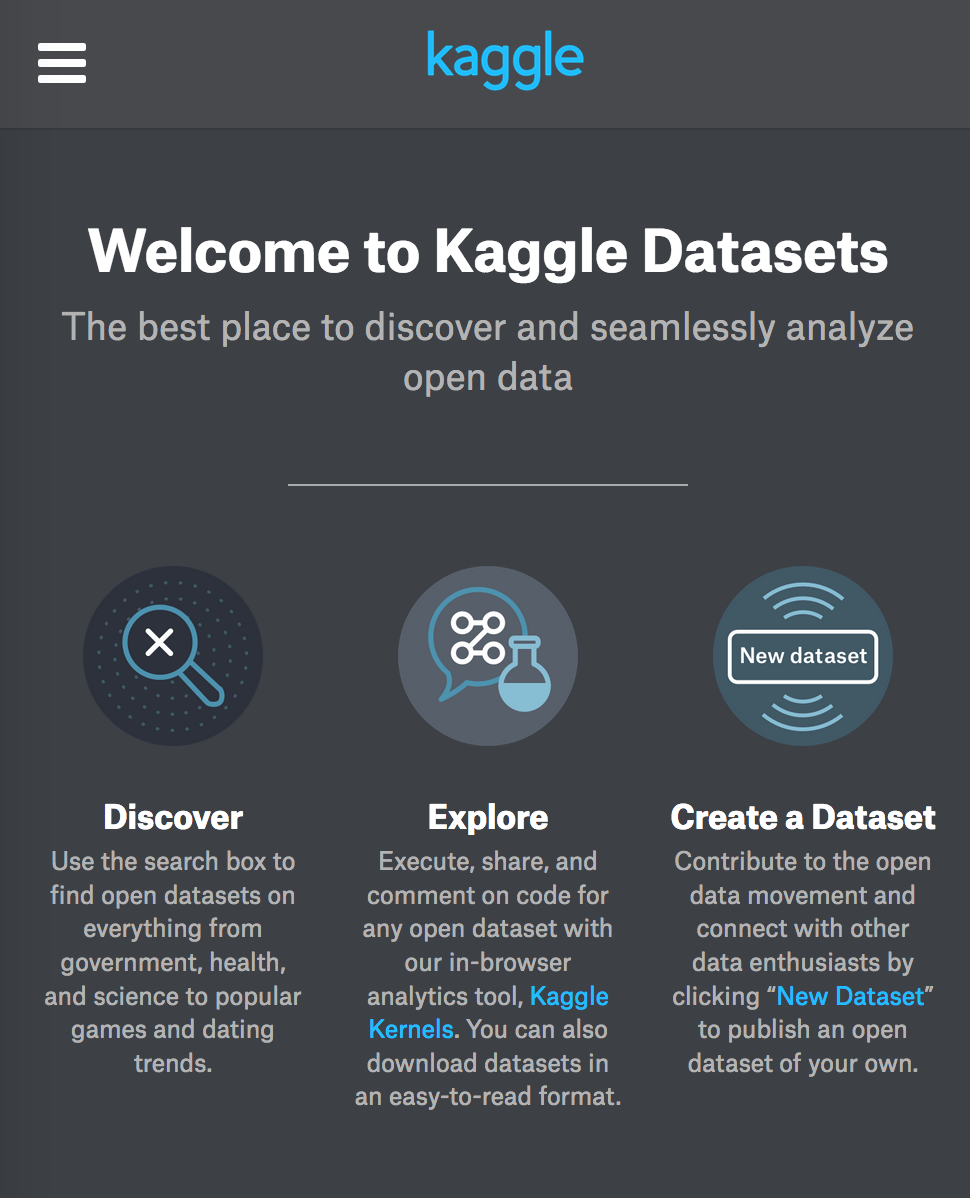 kaggle
Welcome to Kaggle Datasets
The best place to discover and seamlessly analyze
open data
New dataset
Discover
Use the search box to
find open datasets on
everything from
government, health,
and science to popular
games and dating
trends.
Explore
Execute, share, and
comment on code for
any open dataset with
our in-browser
analytics tool, Kaggle
Kernels. You can also
download datasets in
an easy-to-read format.
Create a Dataset
Contribute to the open
data movement and
connect with other
data enthusiasts by
clicking “New Dataset”
to publish an open
dataset of your own.